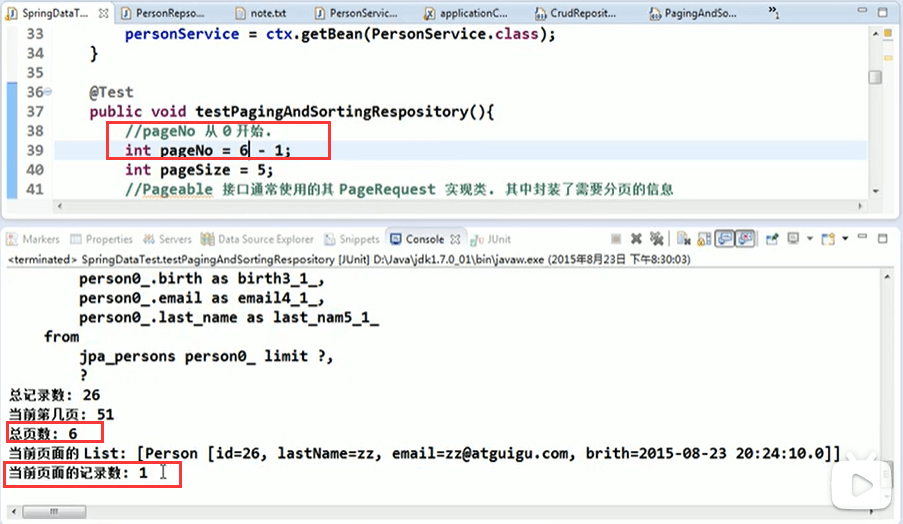 SpringDataT...
PersonRepso...
note.txt
PersonServic...
applicationC...
CrudReposit...
PagingAndSo...
»1
33 personService = ctx.getBean(PersonService.class);
34 }
35
36 @Test
37 public void testPagingAndSortingRespository(){
38 //pageNo 从 0 开始.
39 int pageNo = 6 - 1;
40 int pageSize = 5;
41 //Pageable 接口通常使用的其 PageRequest 实现类. 其中封装了需要分页的信息
Markers Properties Servers Data Source Explorer Snippets Console JUnit
<terminated> SpringDataTest.testPagingAndSortingRespository [JUnit] D:\Java\jdk1.7.0_01\bin\javaw.exe (2015年8月23日 下午8:30:03)
person0_.birth as birth3_1_,
person0_.email as email4_1_,
person0_.last_name as last_nam5_1_
from
jpa_persons person0_ limit ?,
?
总记录数: 26
当前第几页: 51
总页数: 6
当前页面的 List: [Person [id=26, lastName=zz, email=zz@atguigu.com, brith=2015-08-23 20:24:10.0]]
当前页面的记录数: 1